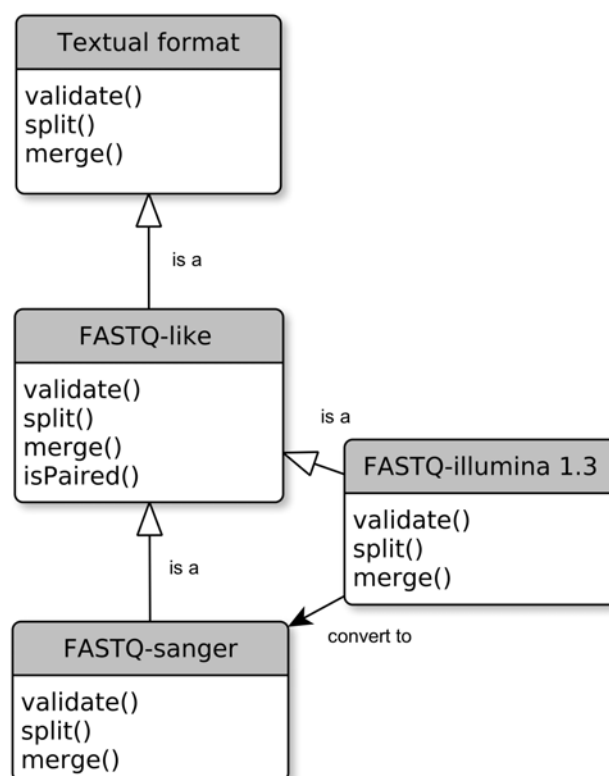 Textual format
validate()
split()
merge()
is a
FASTQ-like
validate()
split()
merge()
isPaired()
is a
FASTQ-illumina 1.3
validate()
split()
merge()
is a
convert to
FASTQ-sanger
validate()
split()
merge()